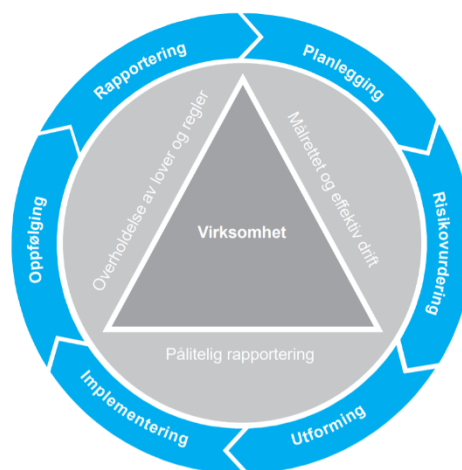 Rapportering
Planlegging
Risikovurdering
Utforming
Implementering
Oppfølging
Overholdelse av lover og regler
Målrettet og effektiv drift
Virksomhet
Pålitelig rapportering